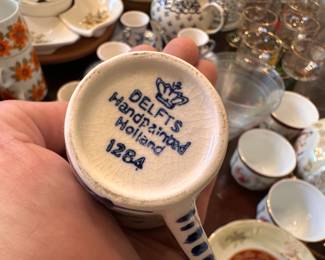 DELFTS
Handpainted
Holland
1284